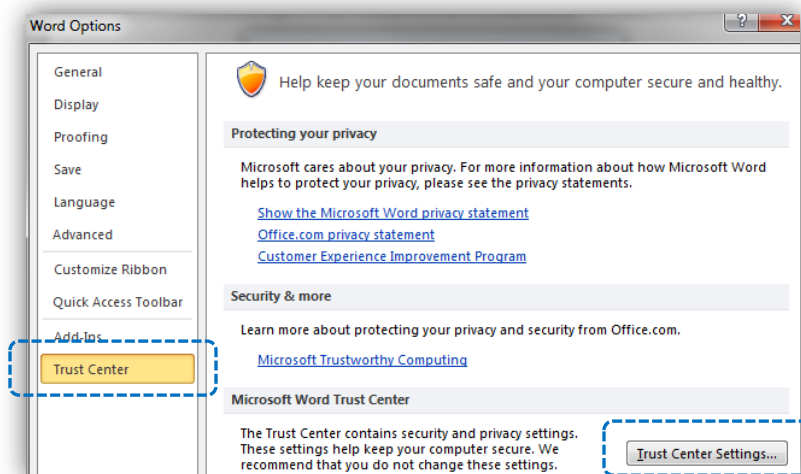 Word Options
?
X
General
Display
Proofing
Save
Language
Advanced
Customize Ribbon
Quick Access Toolbar
Add-Ins
Trust Center
Help keep your documents safe and your computer secure and healthy.
Protecting your privacy
Microsoft cares about your privacy. For more information about how Microsoft Word
helps to protect your privacy, please see the privacy statements.
Show the Microsoft Word privacy statement
Office.com privacy statement
Customer Experience Improvement Program
Security & more
Learn more about protecting your privacy and security from Office.com.
Microsoft Trustworthy Computing
Microsoft Word Trust Center
The Trust Center contains security and privacy settings.
These settings help keep your computer secure. We
recommend that you do not change these settings.
Trust Center Settings...